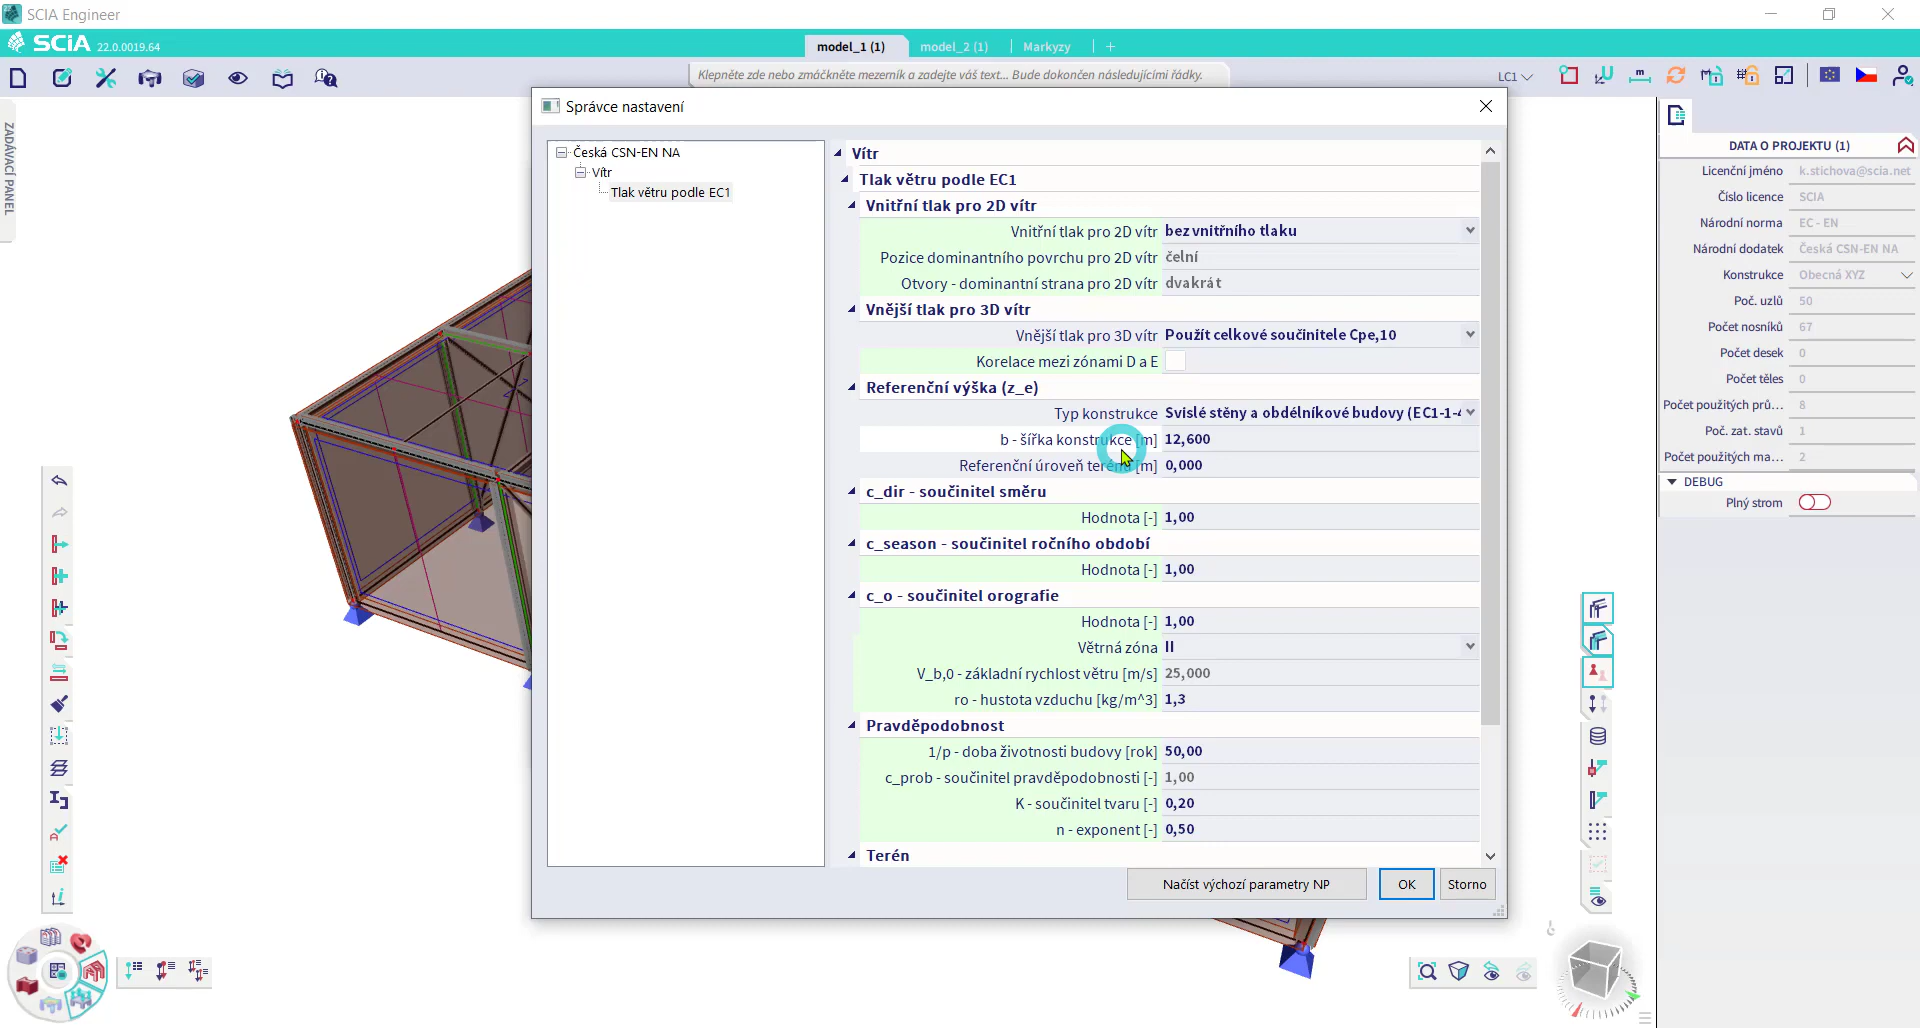 SCIA Engineer
SCIA 22.0.0019.64
model_1 (1)
model_2 (1)
Markyzy
Klepněte zde nebo zmáčkněte mezerník a zadejte váš text... Bude dokončen následujícími řádky.
LC1
ZADÁVACÍ PANEL
Správce nastavení
Česká CSN-EN NA
Vítr
Tlak větru podle EC1
Vítr
Tlak větru podle EC1
Vnitřní tlak pro 2D vítr
Vnitřní tlak pro 2D vítr bez vnitřního tlaku
Pozice dominantního povrchu pro 2D vítr čelní
Otvory - dominantní strana pro 2D vítr dvakrát
Vnější tlak pro 3D vítr
Vnější tlak pro 3D vítr Použít celkové součinitele Cpe,10
Korelace mezi zónami D a E
Referenční výška (z_e)
Typ konstrukce Svislé stěny a obdélníkové budovy (EC1-1-4
b - šířka konstrukce [m] 12,600
Referenční úroveň terénu [m] 0,000
c_dir - součinitel směru
Hodnota [-] 1,00
c_season - součinitel ročního období
Hodnota [-] 1,00
c_o - součinitel orografie
Hodnota [-] 1,00
Větrná zóna II
V_b,0 - základní rychlost větru [m/s] 25,000
ro - hustota vzduchu [kg/m^3] 1,3
Pravděpodobnost
1/p - doba životnosti budovy [rok] 50,00
c_prob - součinitel pravděpodobnosti [-] 1,00
K - součinitel tvaru [-] 0,20
n - exponent [-] 0,50
Terén
Načíst výchozí parametry NP
OK
Storno
DATA O PROJEKTU (1)
Licenční jméno k.stichova@scia.net
Číslo licence SCIA
Národní norma EC - EN
Národní dodatek Česká CSN-EN NA
Konstrukce Obecná XYZ
Poč. uzlů 50
Počet nosníků 67
Počet desek 0
Počet těles 0
Počet použitých prů... 8
Poč. zat. stavů 1
Počet použitých ma... 2
DEBUG
Plný strom